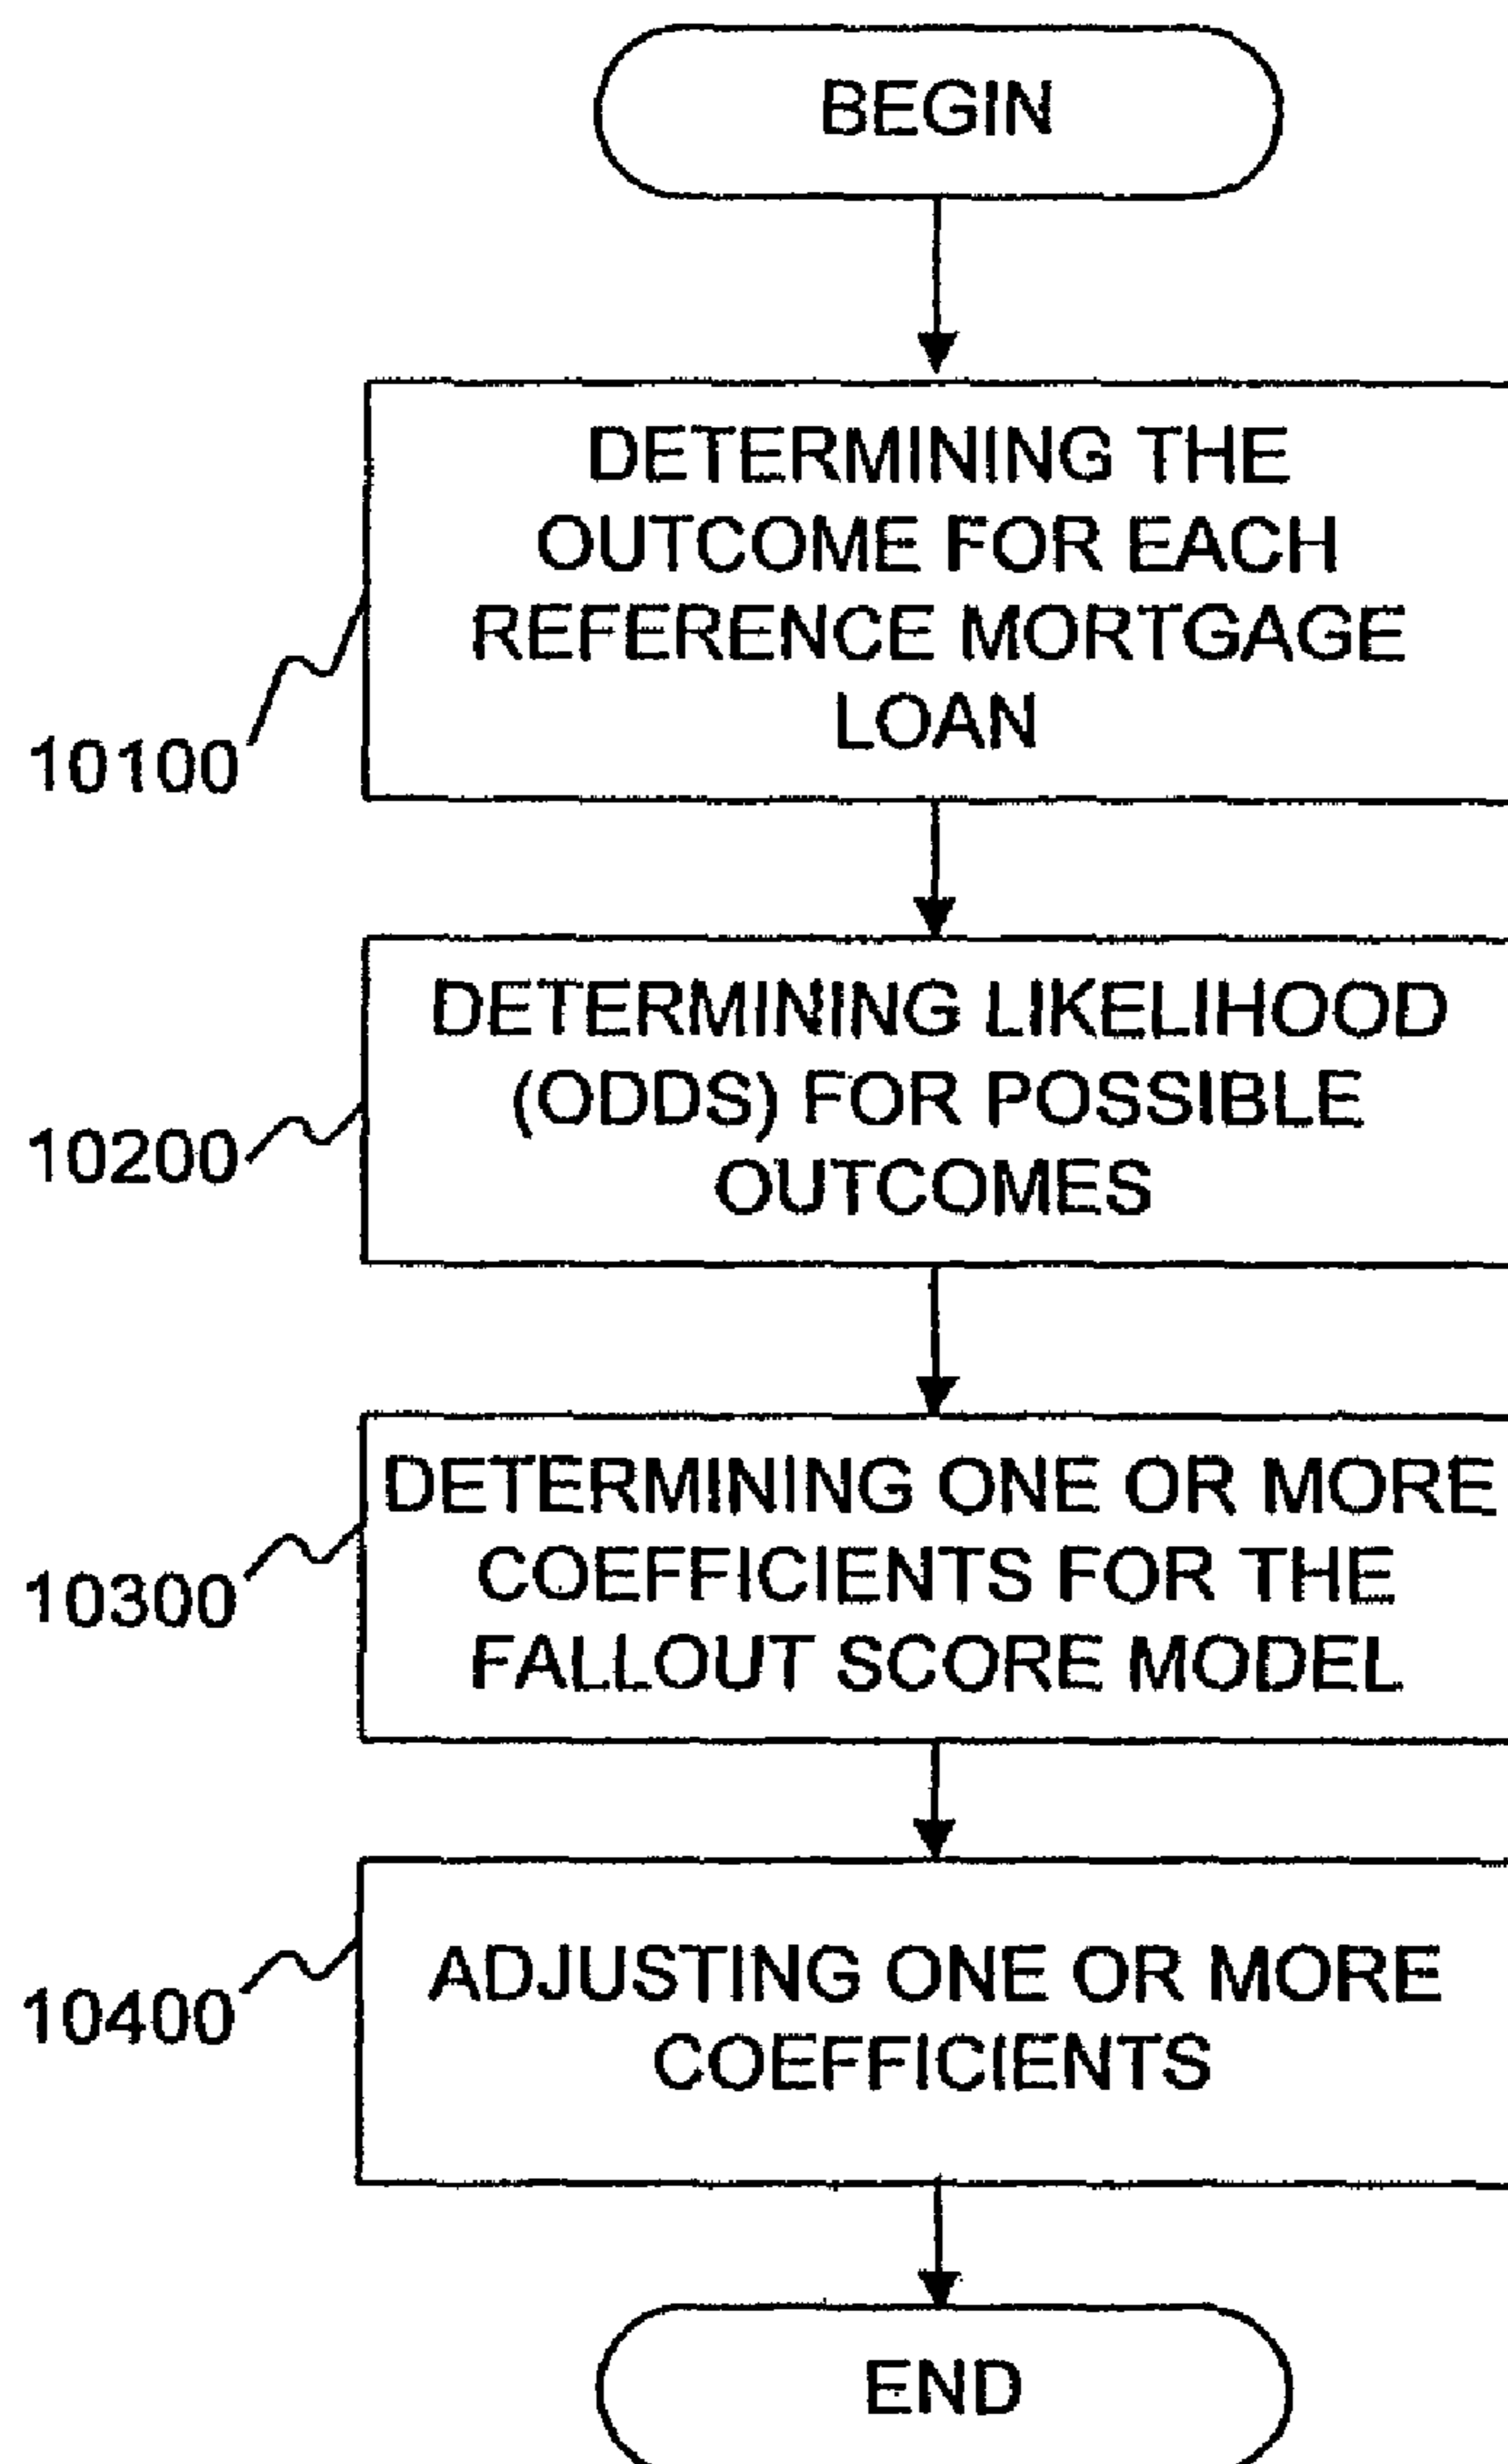 BEGIN
DETERMINING THE
OUTCOME FOR EACH
REFERENCE MORTGAGE
LOAN
10100
DETERMINING LIKELIHOOD
(ODDS) FOR POSSIBLE
OUTCOMES
10200
DETERMINING ONE OR MORE
COEFFICIENTS FOR THE
FALLOUT SCORE MODEL
10300
ADJUSTING ONE OR MORE
COEFFICIENTS
10400
END